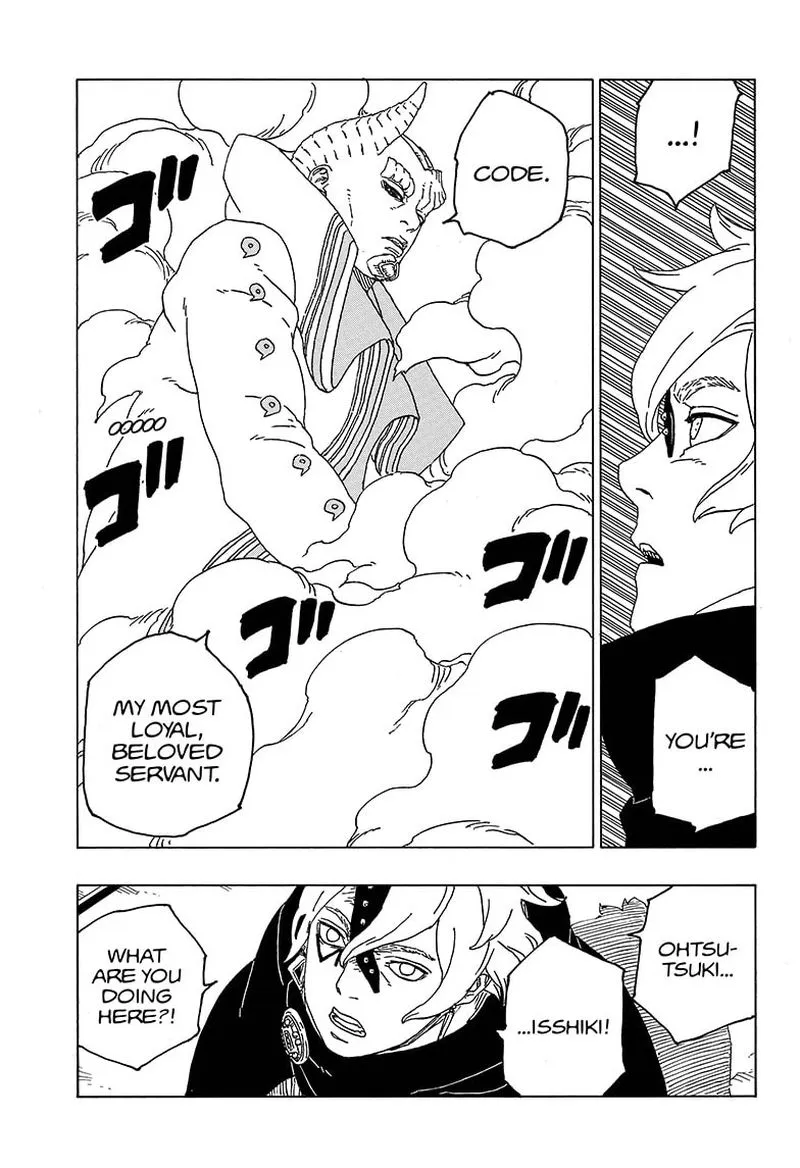 ...!
CODE.
ゴ"
ooooo
ゴ"
ゴ"
ゴ"
ゴ"
MY MOST
LOYAL,
BELOVED
SERVANT.
YOU'RE
...
OHTSU-
TSUKI...
...ISSHIKI!
WHAT
ARE YOU
DOING
HERE?!